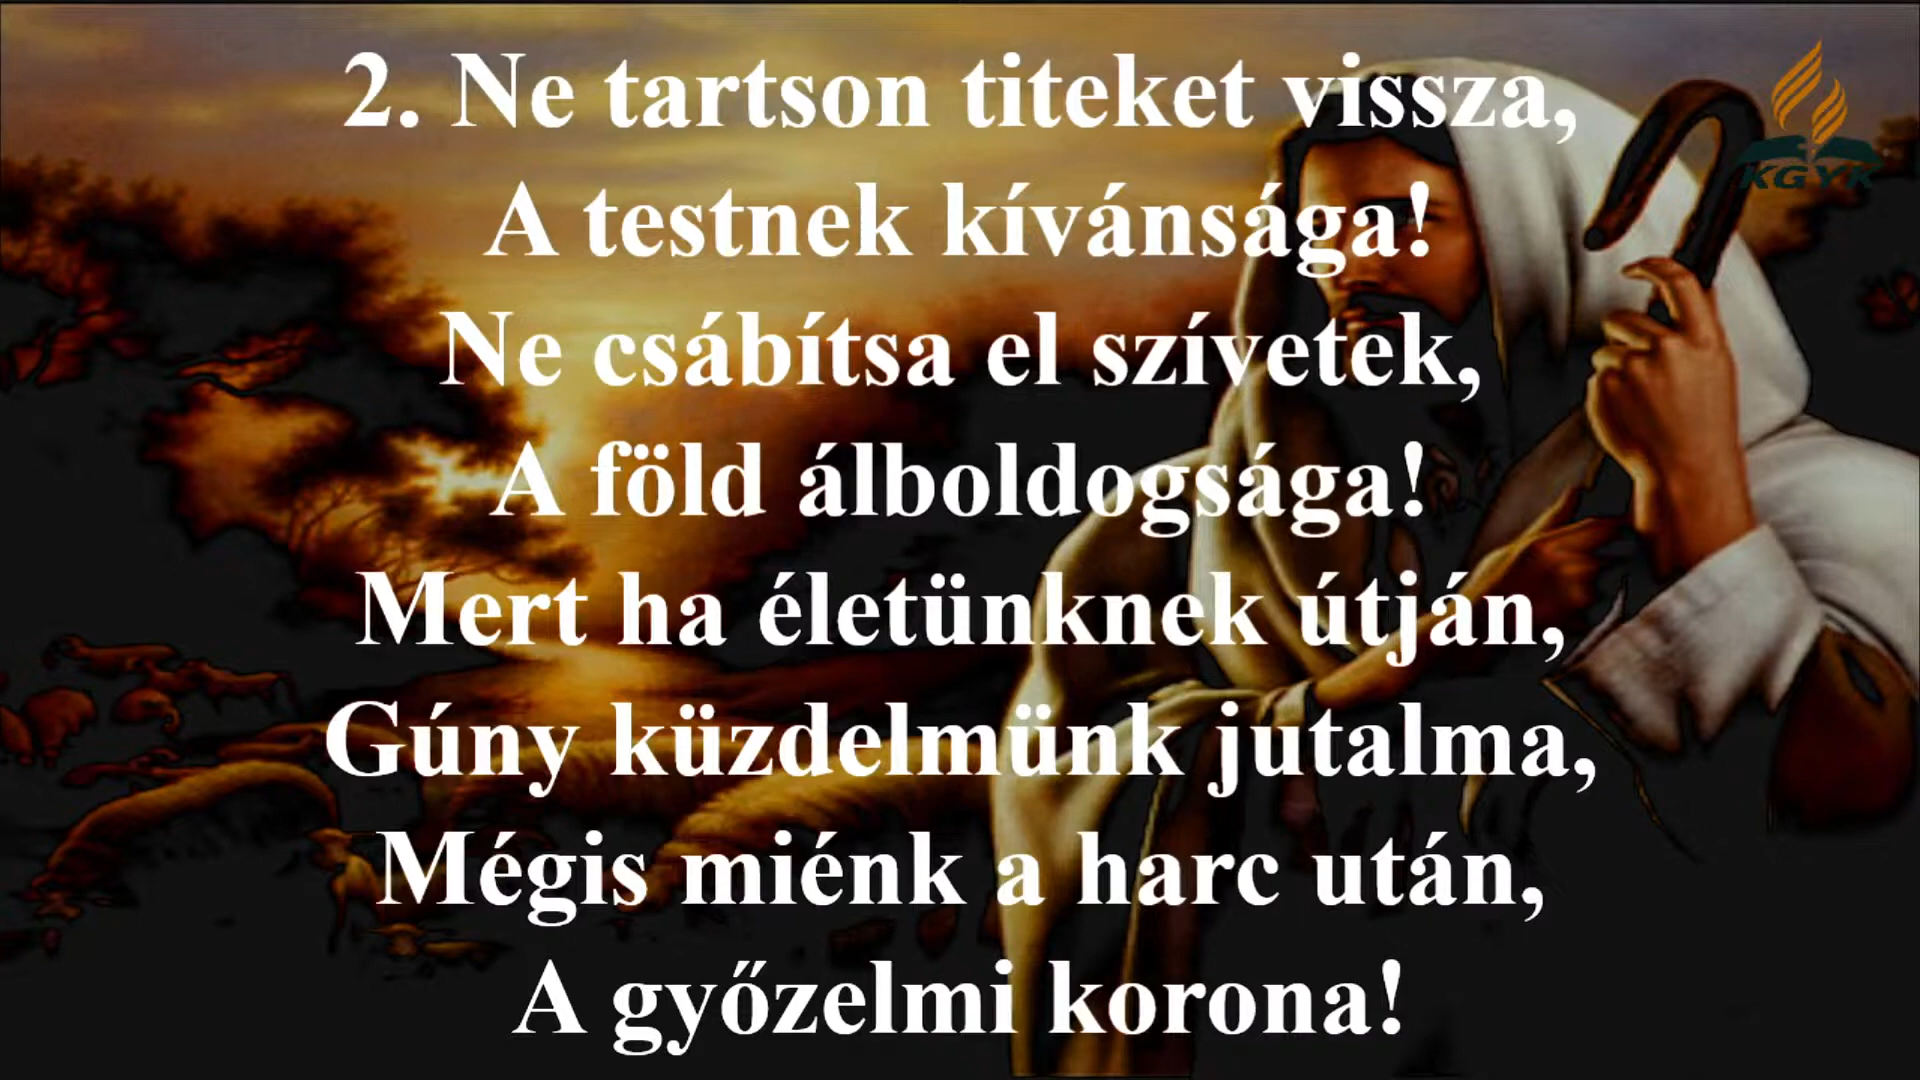 2. Ne tartson titeket vissza,
A testnek kívánsága!
Ne csábítsa el szívetek,
A föld álboldogsága!
Mert ha életünknek útján,
Gúny küzdelmünk jutalma,
Mégis miénk a harc után,
A győzelmi korona!
KGYK